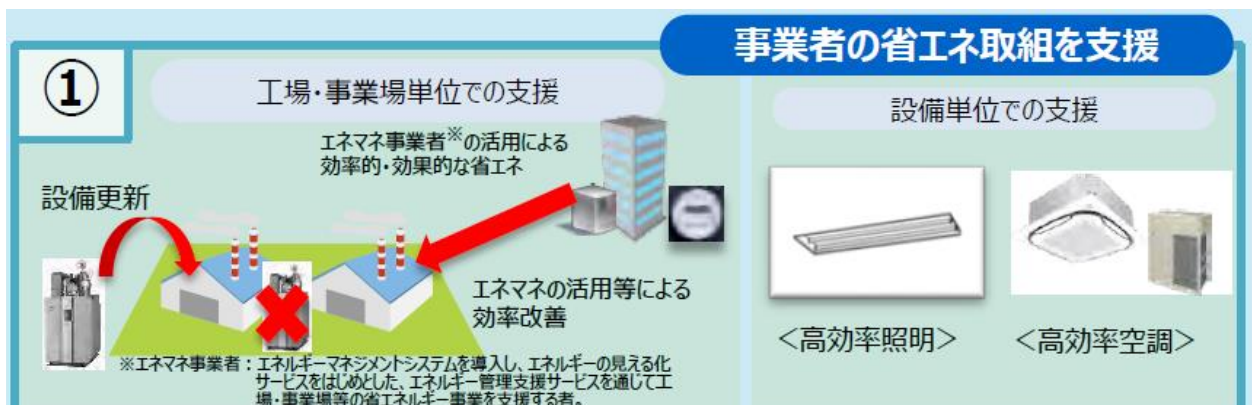 事業者の省エネ取組を支援
①
工場・事業場単位での支援
エネマネ事業者※の活用による
効率的・効果的な省エネ
設備更新
エネマネの活用等による
効率改善
※エネマネ事業者：エネルギーマネジメントシステムを導入し、エネルギーの見える化
サービスをはじめとした、エネルギー管理支援サービスを通じて工
場・事業場等の省エネルギー事業を支援する者。
設備単位での支援
＜高効率照明＞
＜高効率空調＞